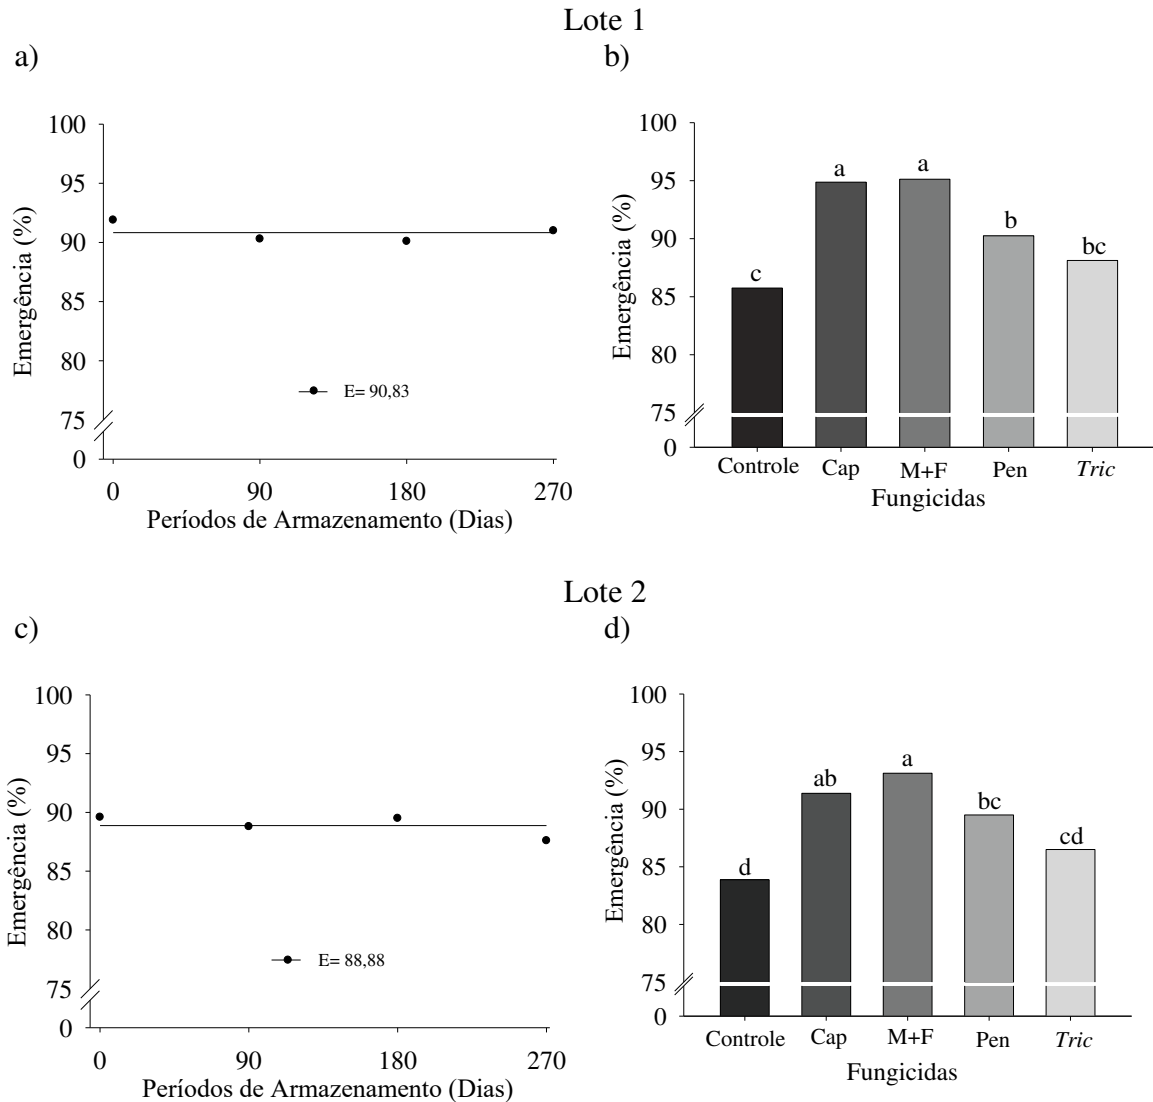 Lote 1
a)
100
95
90
85
80
75
0
Emergência (%)
E= 90,83
0 90 180 270
Períodos de Armazenamento (Dias)
b)
100
95
90
85
80
75
0
Emergência (%)
c a a b bc
Controle Cap M+F Pen Tric
Fungicidas
Lote 2
c)
100
95
90
85
80
75
0
Emergência (%)
E= 88,88
0 90 180 270
Períodos de Armazenamento (Dias)
d)
100
95
90
85
80
75
0
Emergência (%)
d ab a bc cd
Controle Cap M+F Pen Tric
Fungicidas